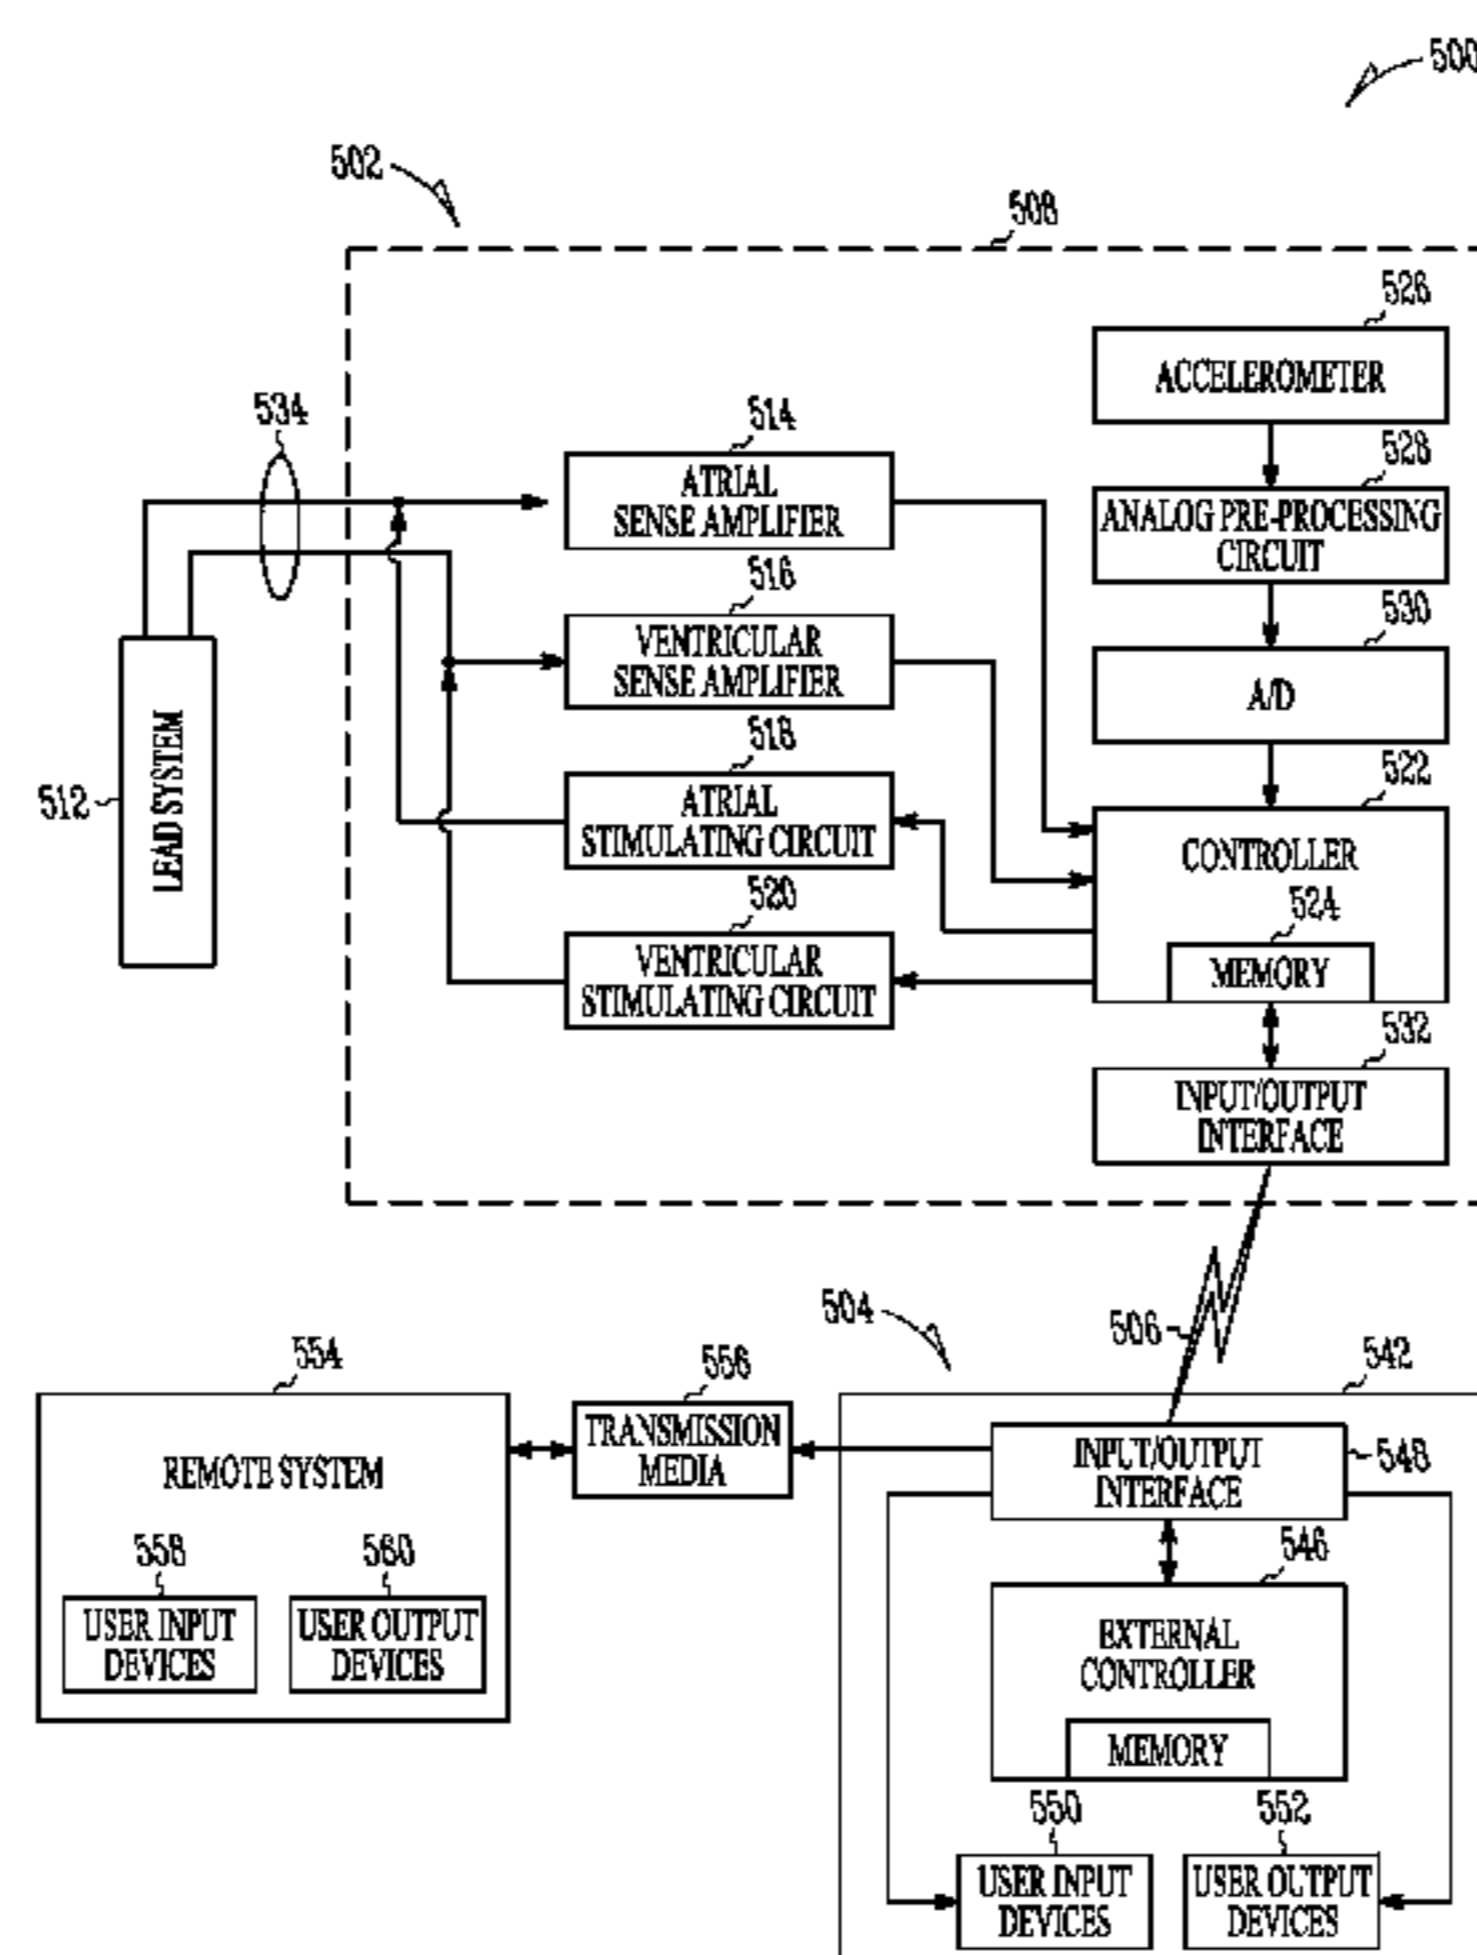 500
502
508
526
ACCELEROMETER
534
514
528
ATRIAL
SENSE AMPLIFIER
ANALOG PRE-PROCESSING
CIRCUIT
516
530
VENTRICULAR
SENSE AMPLIFIER
A/D
518
522
512
LEAD SYSTEM
ATRIAL
STIMULATING CIRCUIT
CONTROLLER
520
524
VENTRICULAR
STIMULATING CIRCUIT
MEMORY
532
INPUT/OUTPUT
INTERFACE
504
506
554
556
542
TRANSMISSION
MEDIA
REMOTE SYSTEM
INPUT/OUTPUT
INTERFACE
548
558
560
546
USER INPUT
DEVICES
USER OUTPUT
DEVICES
EXTERNAL
CONTROLLER
MEMORY
550
552
USER INPUT
DEVICES
USER OUTPUT
DEVICES